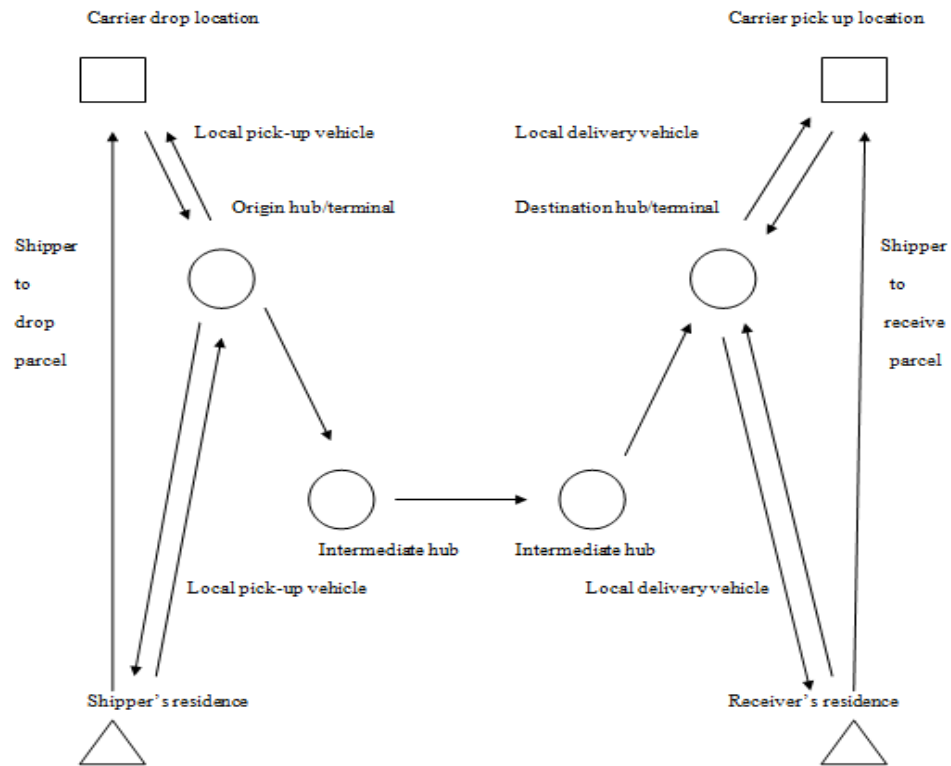 Carrier drop location
Carrier pick up location
Local pick-up vehicle
Local delivery vehicle
Origin hub/terminal
Destination hub/terminal
Shipper
to
drop
parcel
Shipper
to
receive
parcel
Intermediate hub
Intermediate hub
Local pick-up vehicle
Local delivery vehicle
Shipper's residence
Receiver's residence